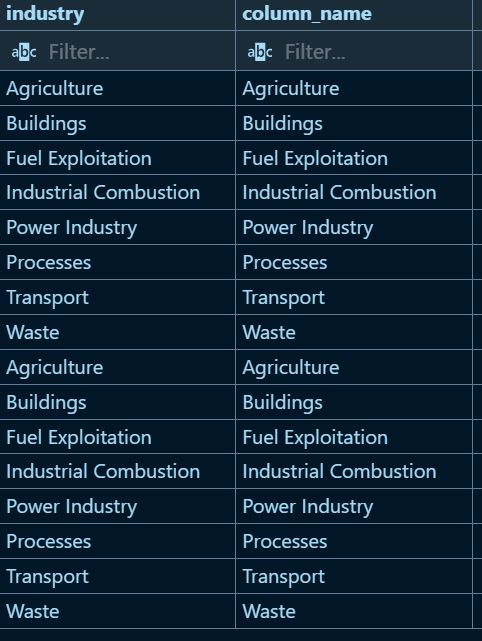 industry column_name
abc Filter... abc Filter...
Agriculture Agriculture
Buildings Buildings
Fuel Exploitation Fuel Exploitation
Industrial Combustion Industrial Combustion
Power Industry Power Industry
Processes Processes
Transport Transport
Waste Waste
Agriculture Agriculture
Buildings Buildings
Fuel Exploitation Fuel Exploitation
Industrial Combustion Industrial Combustion
Power Industry Power Industry
Processes Processes
Transport Transport
Waste Waste